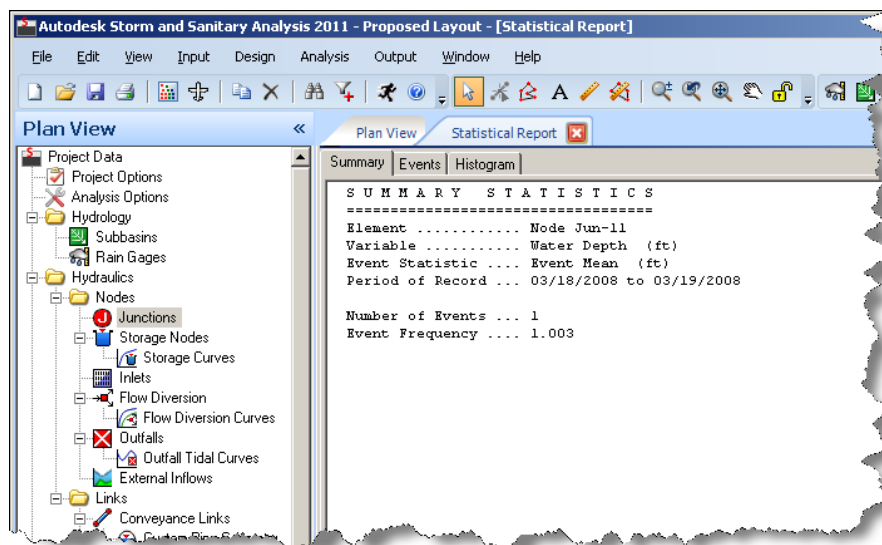 Autodesk Storm and Sanitary Analysis 2011 - Proposed Layout - [Statistical Report]
File Edit View Input Design Analysis Output Window Help
Plan View «
Plan View Statistical Report
Project Data
Project Options
Analysis Options
Hydrology
Subbasins
Rain Gages
Hydraulics
Nodes
Junctions
Storage Nodes
Storage Curves
Inlets
Flow Diversion
Flow Diversion Curves
Outfalls
Outfall Tidal Curves
External Inflows
Links
Conveyance Links
Summary Events Histogram
S U M M A R Y   S T A T I S T I C S
===================================
Element ............ Node Jun-11
Variable ........... Water Depth (ft)
Event Statistic .... Event Mean (ft)
Period of Record ... 03/18/2008 to 03/19/2008
Number of Events ... 1
Event Frequency .... 1.003